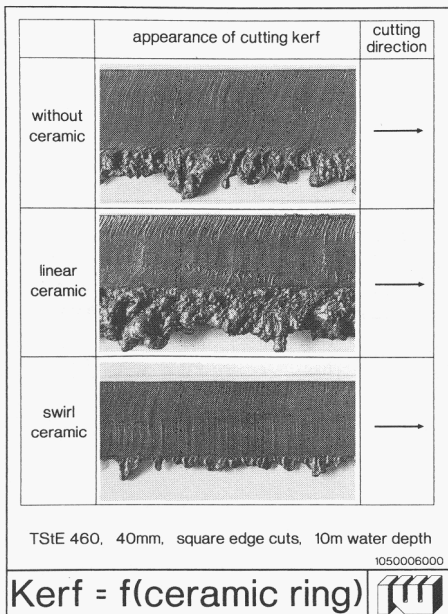 appearance of cutting kerf
cutting
direction
without
ceramic
linear
ceramic
swirl
ceramic
TStE 460, 40mm, square edge cuts, 10m water depth
1050006000
Kerf = f(ceramic ring)